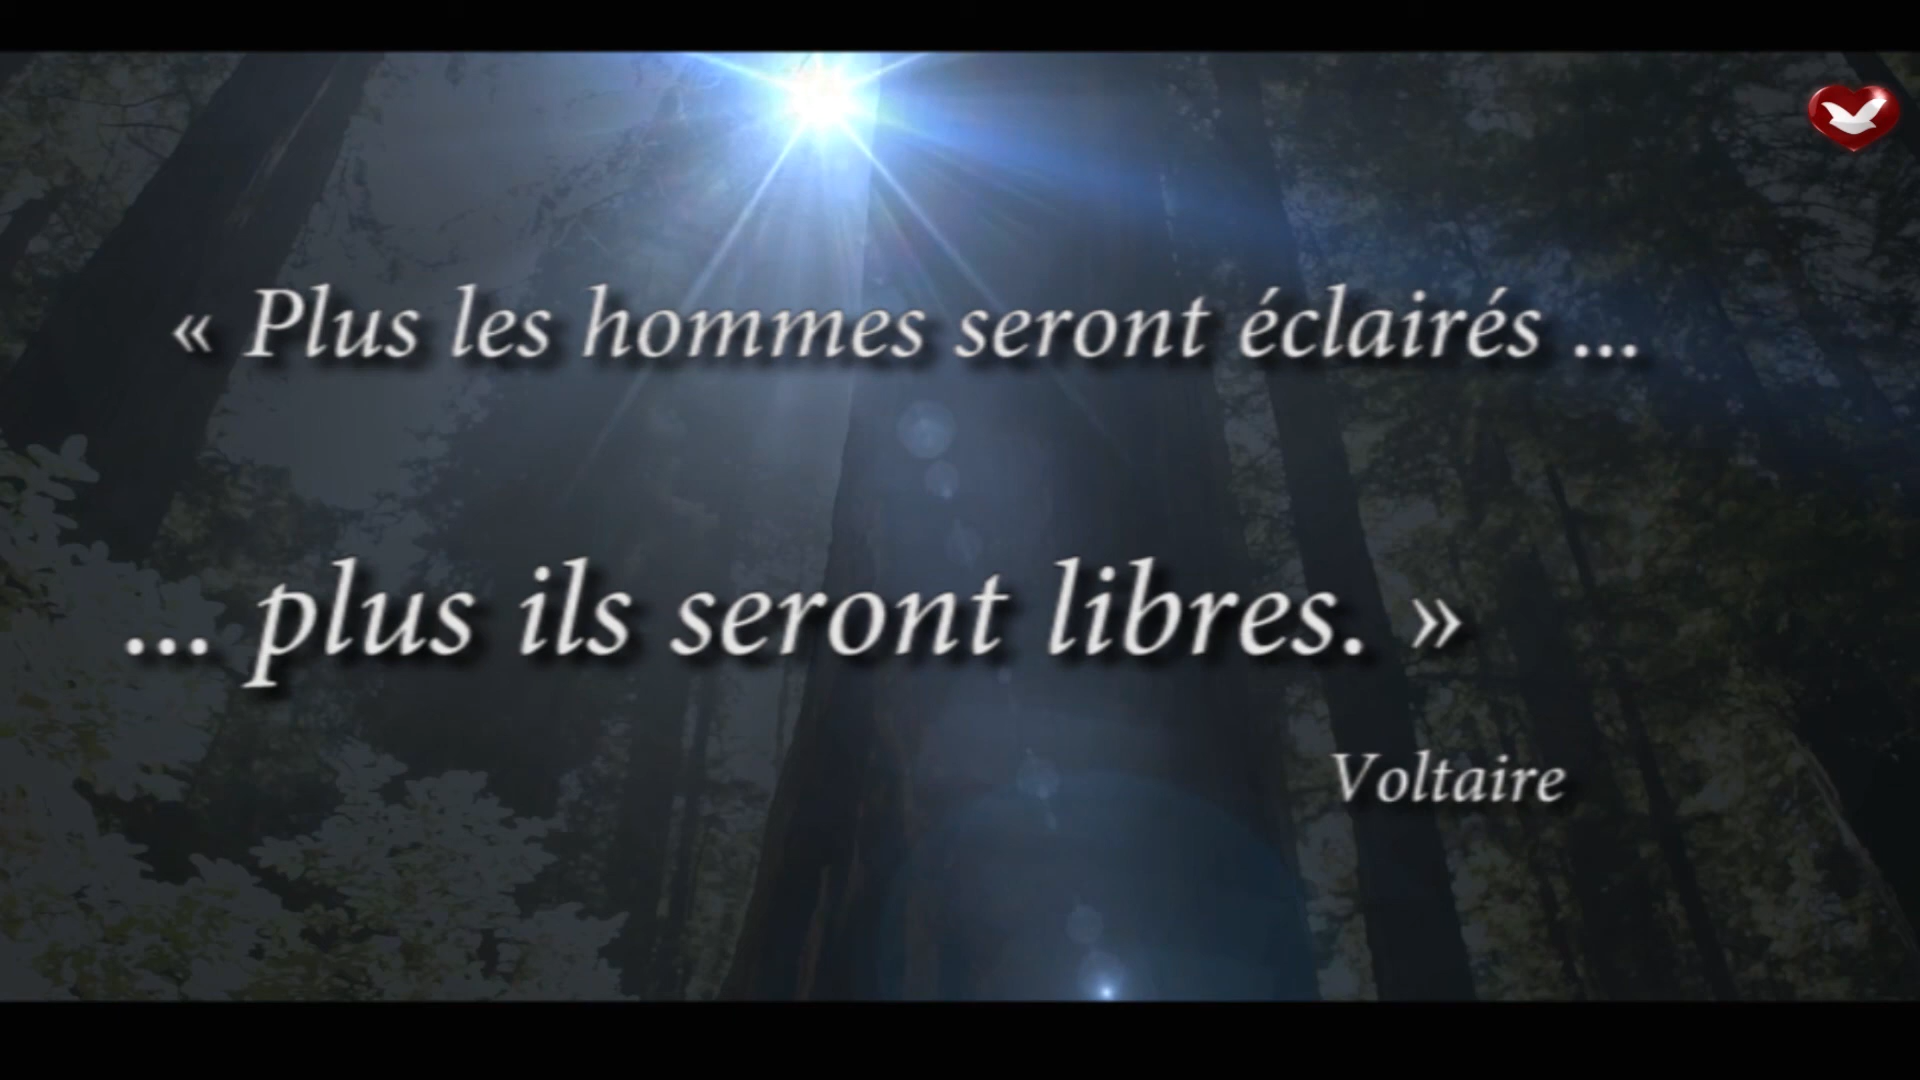 « Plus les hommes seront éclairés ...
... plus ils seront libres. »
Voltaire